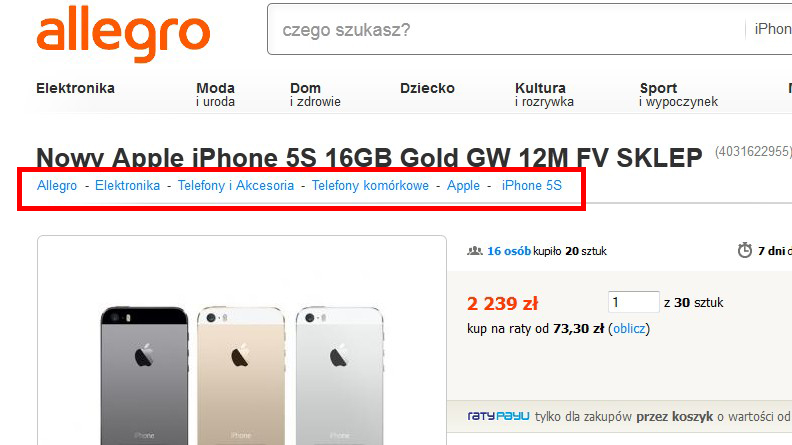 allegro
czego szukasz?
iPhon
Elektronika
Moda
i uroda
Dom
i zdrowie
Dziecko
Kultura
i rozrywka
Sport
i wypoczynek
Nowy Apple iPhone 5S 16GB Gold GW 12M FV SKLEP (4031622955)
Allegro - Elektronika - Telefony i Akcesoria - Telefony komórkowe - Apple - iPhone 5S
16 osób kupiło 20 sztuk
7 dni d
2 239 zł
1 z 30 sztuk
kup na raty od 73,30 zł (oblicz)
iPhone
iPhone
iPhone
raty PayU tylko dla zakupów przez koszyk o wartości od